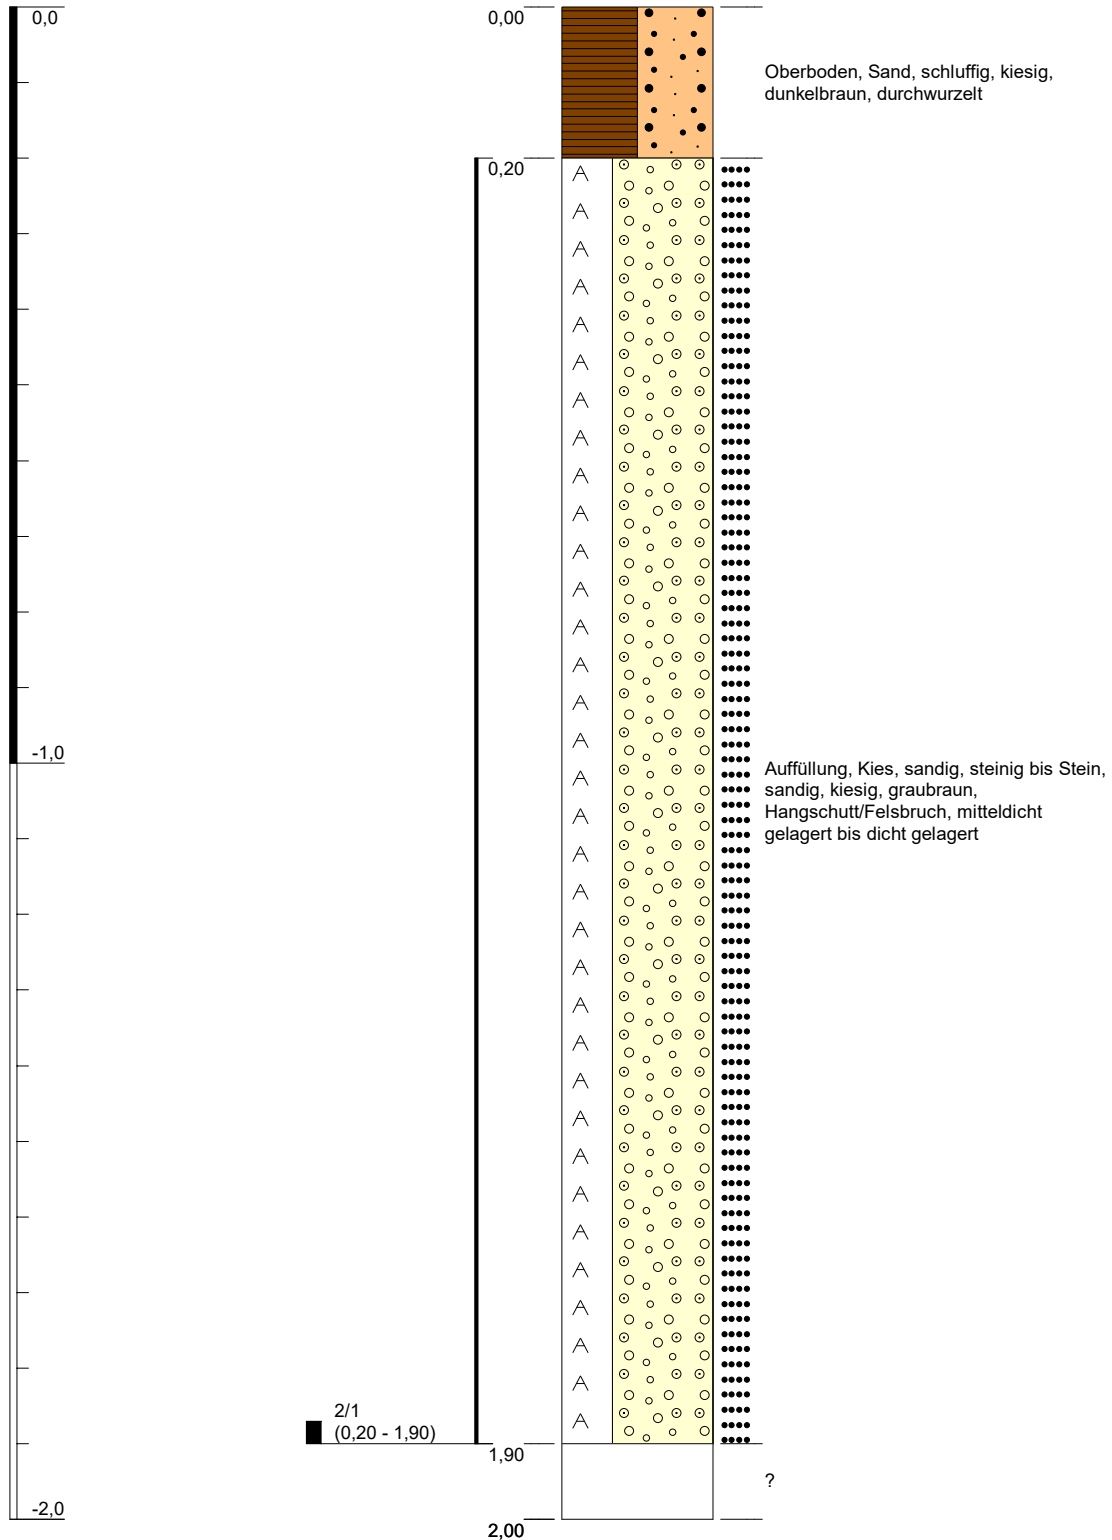 0,0
0,00
Oberboden, Sand, schluffig, kiesig,
dunkelbraun, durchwurzelt
0,20
-1,0
Auffüllung, Kies, sandig, steinig bis Stein,
sandig, kiesig, graubraun,
Hangschutt/Felsbruch, mitteldicht
gelagert bis dicht gelagert
2/1
(0,20 - 1,90)
1,90
?
-2,0
2,00